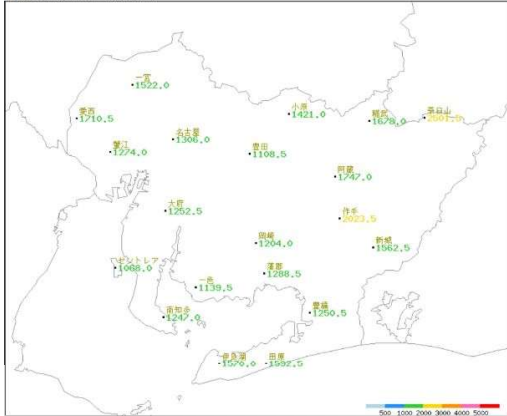 一宮
1522.0
愛西
1710.5
小原
1421.0
稲武
1678.0
茶臼山
2501.0
名古屋
1306.0
蟹江
1274.0
豊田
1108.5
阿蔵
1747.0
大府
1252.5
作手
2023.5
岡崎
1204.0
新城
1562.5
セントレア
1068.0
蒲郡
1288.5
一色
1139.5
南知多
1247.0
豊橋
1250.5
伊良湖
1576.0
田原
1552.5
500 1000 2000 3000 4000 5000